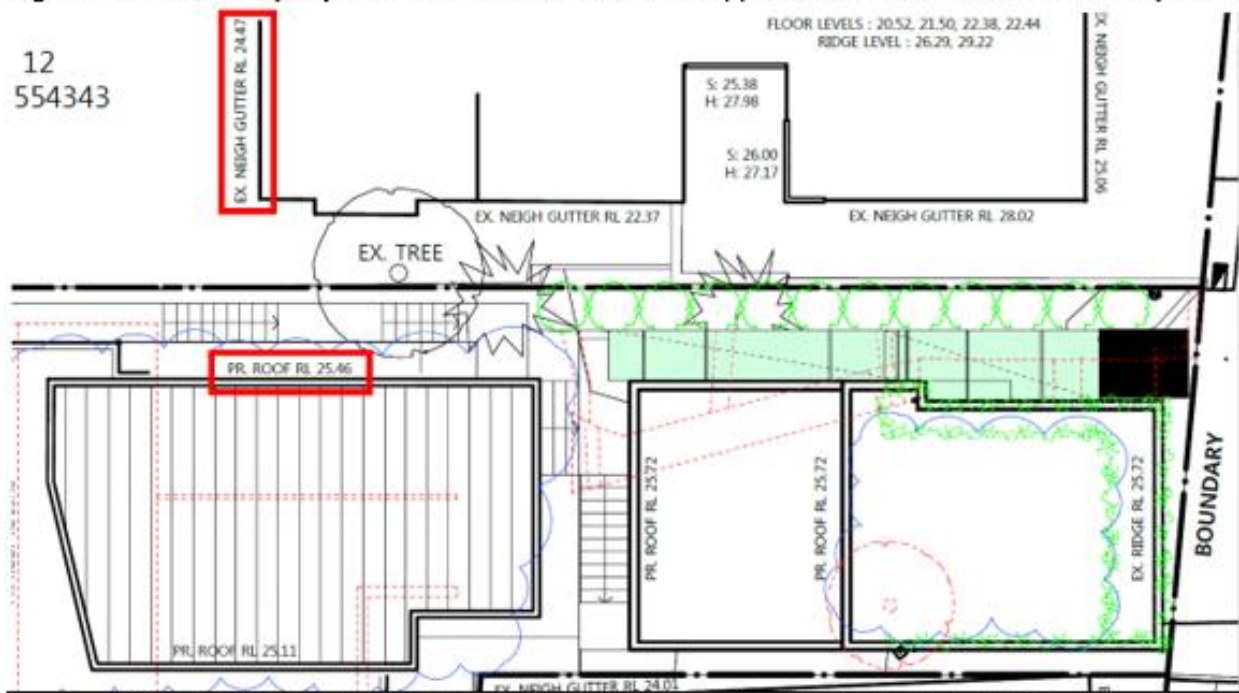 12
554343
EX. NEIGH GUTTER RL 24.47
FLOOR LEVELS : 20.52, 21.50, 22.38, 22.44
RIDGE LEVEL : 26.29, 29.22
EX. NEIGH GUTTER RL 25.06
S: 25.38
H: 27.98
S: 26.00
H: 27.17
EX. NEIGH GUTTER RL 22.37
EX. NEIGH GUTTER RL 28.02
EX. TREE
PR. ROOF RL 25.46
PR. ROOF RL 25.72
PR. ROOF RL 25.72
EX. RIDGE RL 25.72
BOUNDARY
PR. ROOF RL 25.11
EX. NEIGH GUTTER RL 24.01